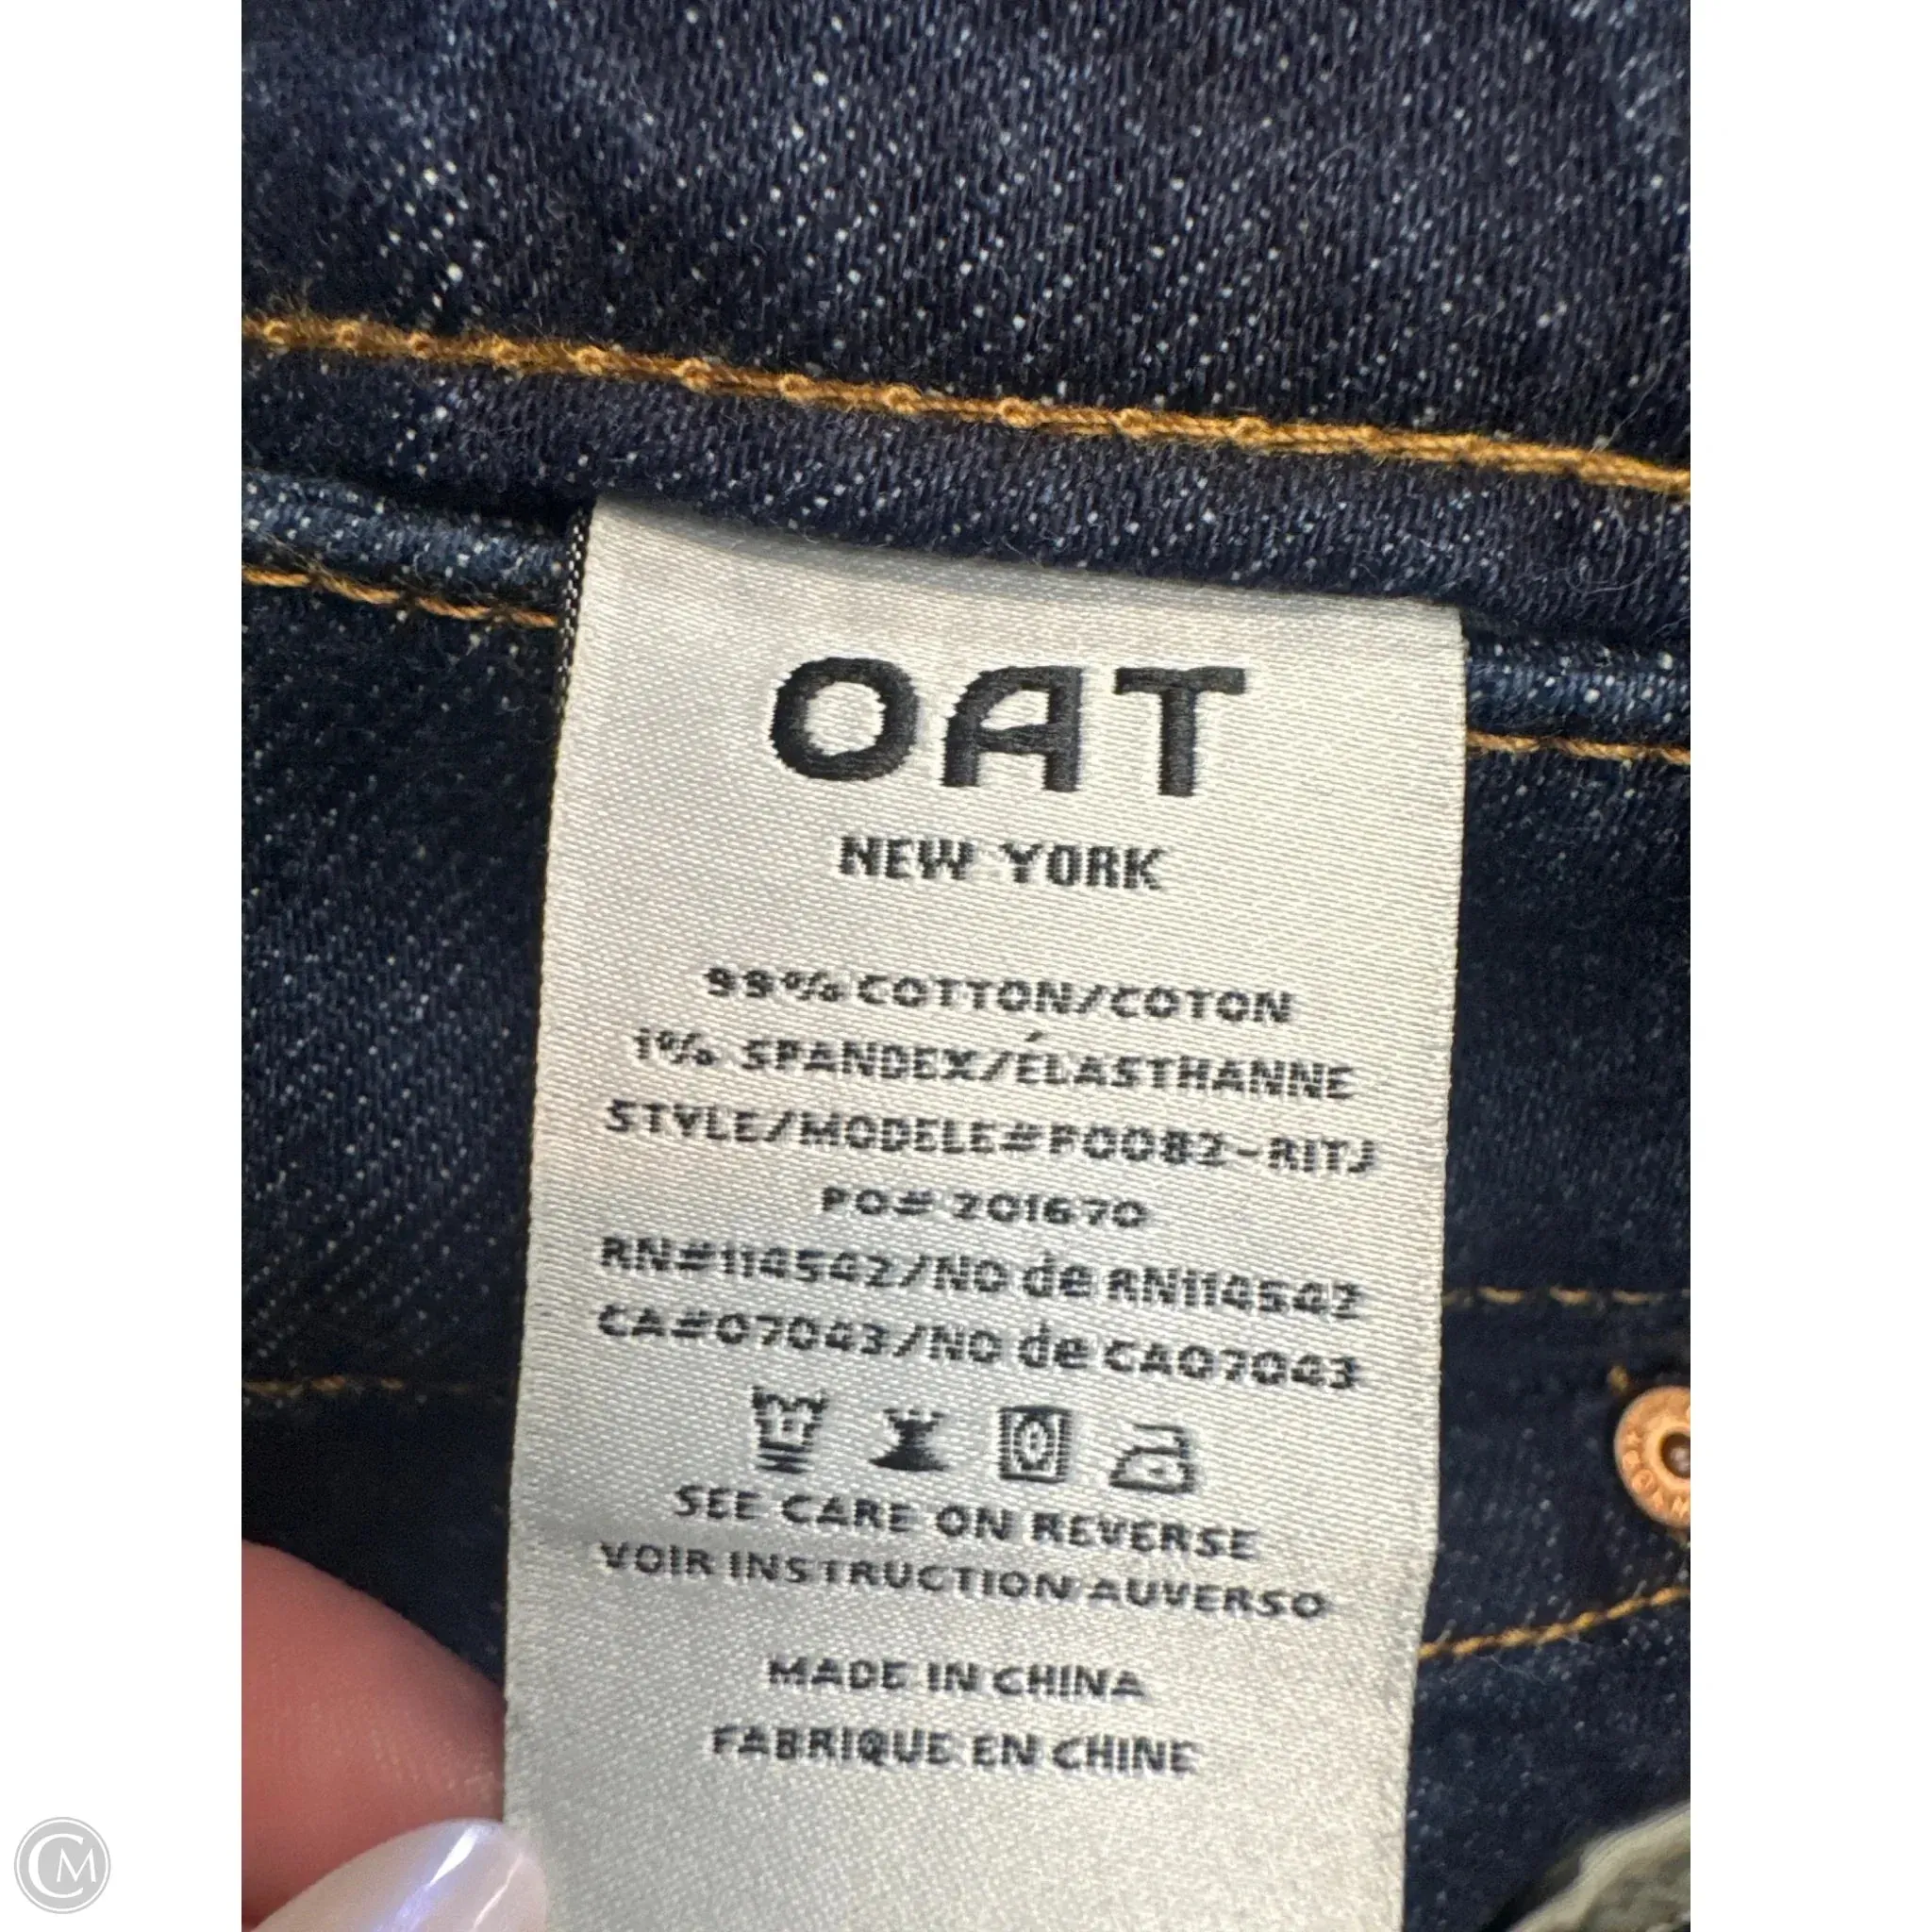 OAT
NEW YORK
99% COTTON/COTON
1% SPANDEX/ÉLASTHANNE
STYLE/MODELE#P0082-RITJ
PO# 201670
RN#114542/NO de RN114542
CA#07043/NO de CA07043
SEE CARE ON REVERSE
VOIR INSTRUCTION AUVERSO
MADE IN CHINA
FABRIQUE EN CHINE
CM